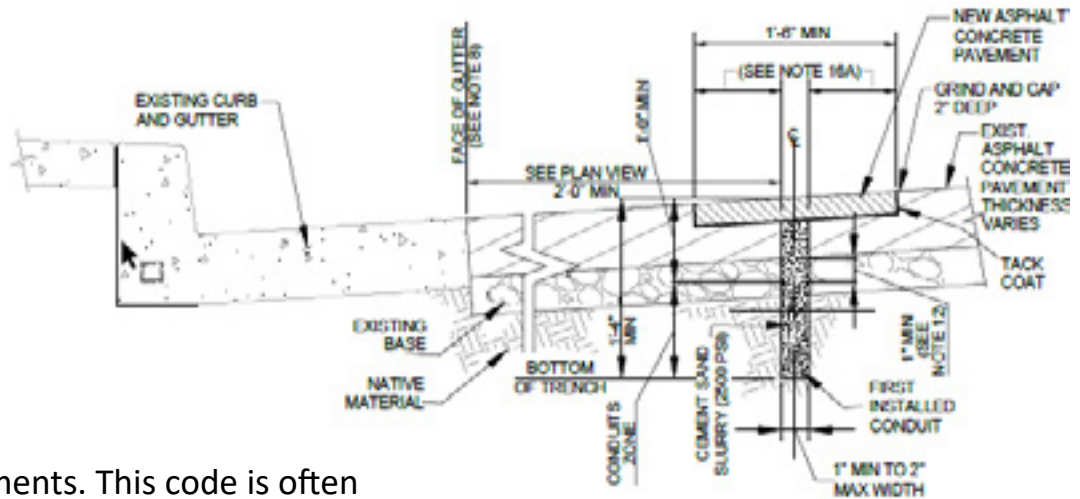 NEW ASPHALT
CONCRETE
PAVEMENT
1'-6" MIN
(SEE NOTE 16A)
GRIND AND CAP
2" DEEP
EXISTING CURB
AND GUTTER
FACE OF GUTTER
(SEE NOTE 8)
1'-0" MIN
EXIST.
ASPHALT
CONCRETE
PAVEMENT
THICKNESS
VARIES
SEE PLAN VIEW
2'-0" MIN
TACK
COAT
EXISTING
BASE
1'-4"
MIN
NATIVE
MATERIAL
BOTTOM
OF TRENCH
CONDUITS
ZONE
CEMENT SAND
SLURRY (2500 PSI)
1" MIN
(SEE
NOTE 12)
FIRST
INSTALLED
CONDUIT
1" MIN TO 2"
MAX WIDTH
nents. This code is often